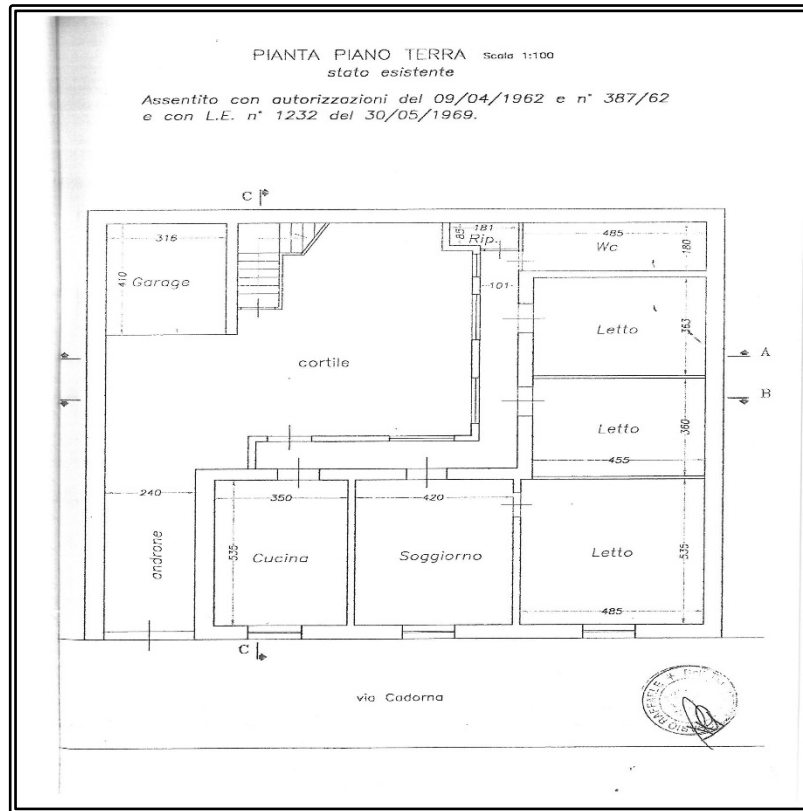 PIANTA PIANO TERRA Scala 1:100
stato esistente
Assentito con autorizzazioni del 09/04/1962 e n° 387/62
e con L.E. n° 1232 del 30/05/1969.
C
316
410
Garage
181
85
Rip.
485
Wc
180
101
Letto
363
cortile
A
B
Letto
360
455
240
androne
350
535
Cucina
420
Soggiorno
Letto
535
485
C
via Cadorna
RAFFAELE